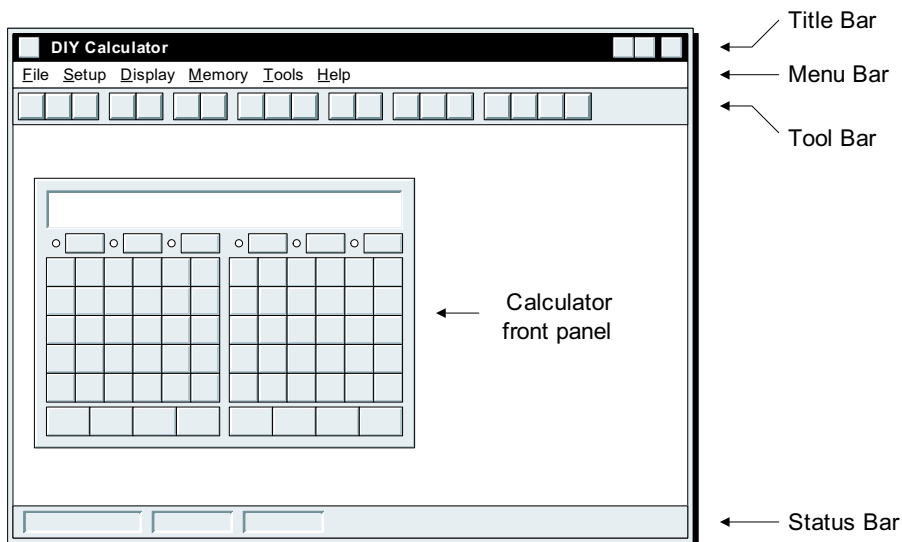 Title Bar
DIY Calculator
File Setup Display Memory Tools Help
Menu Bar
Tool Bar
Calculator
front panel
Status Bar